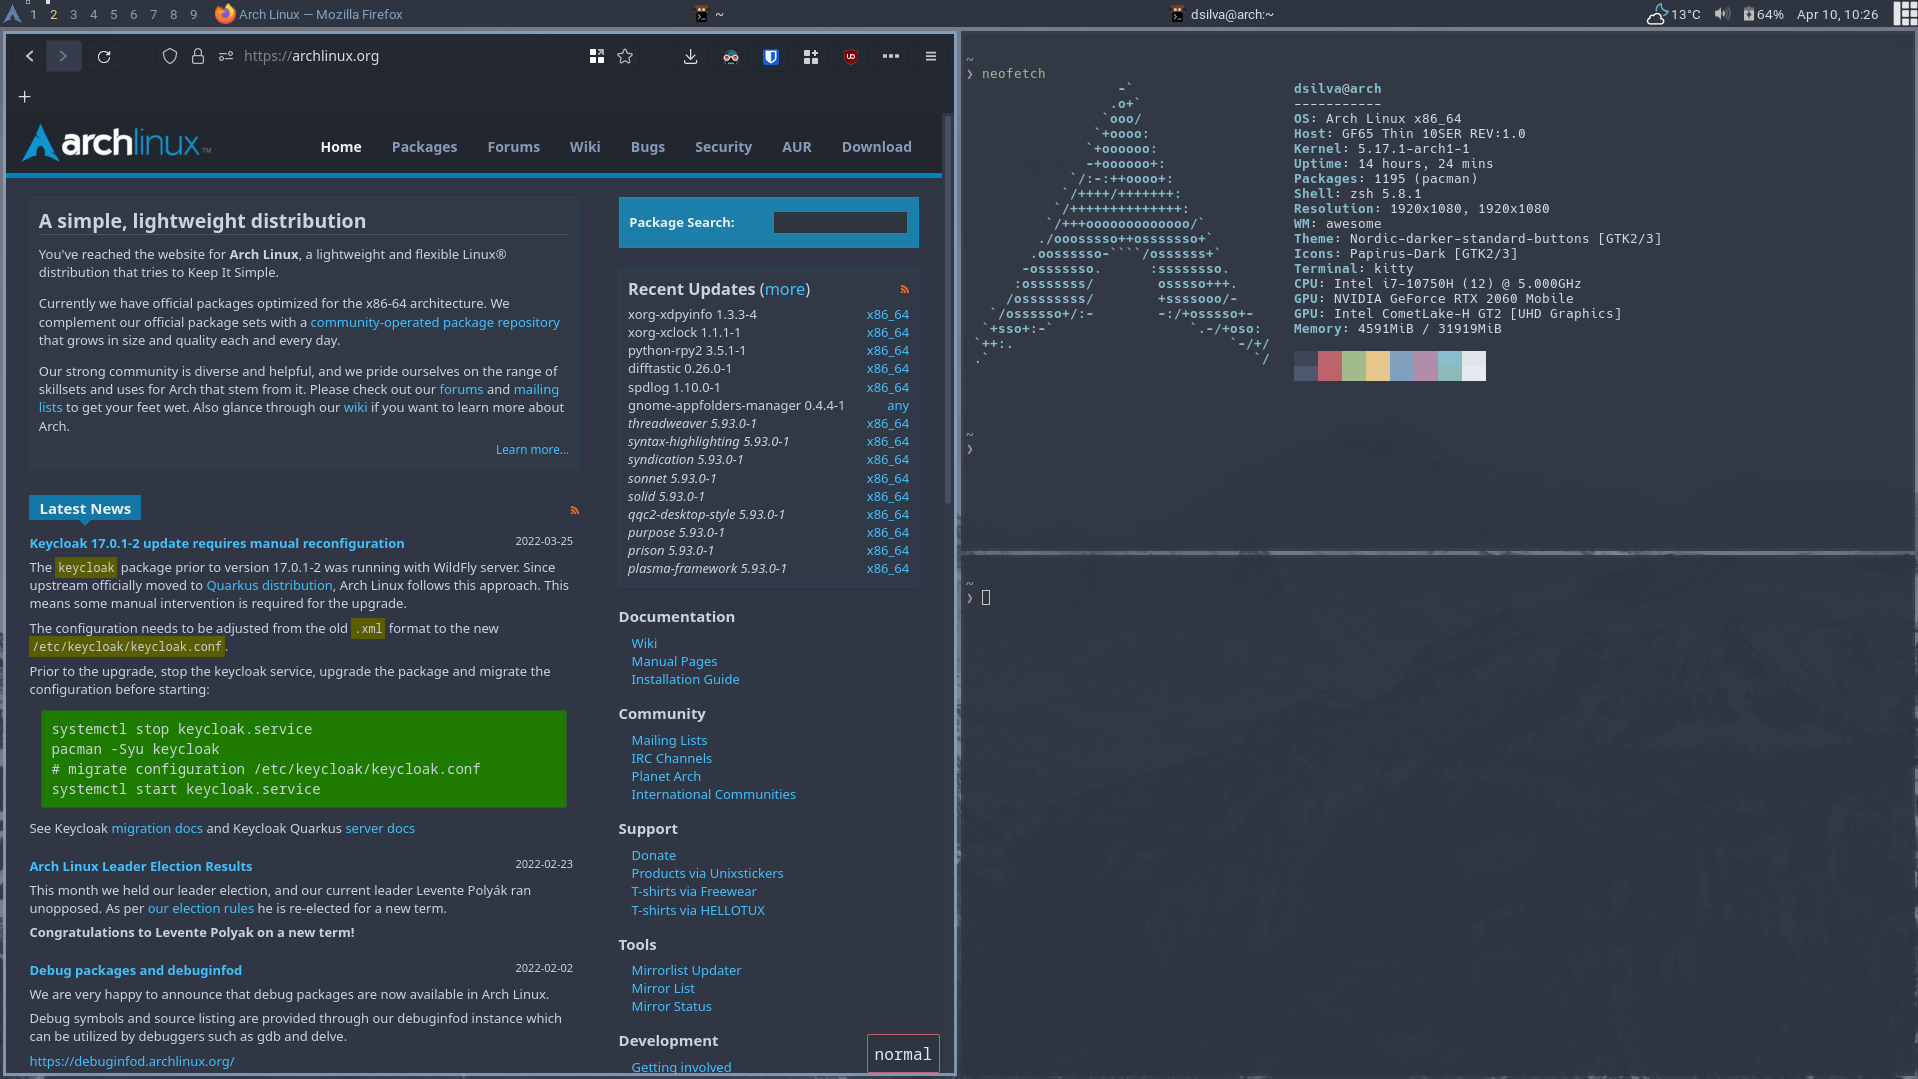 1 2 3 4 5 6 7 8 9 Arch Linux — Mozilla Firefox
~
dsilva@arch:~
13°C 64% Apr 10, 10:26
https://archlinux.org
archlinux™
Home Packages Forums Wiki Bugs Security AUR Download
A simple, lightweight distribution
You've reached the website for Arch Linux, a lightweight and flexible Linux®
distribution that tries to Keep It Simple.
Currently we have official packages optimized for the x86-64 architecture. We
complement our official package sets with a community-operated package repository
that grows in size and quality each and every day.
Our strong community is diverse and helpful, and we pride ourselves on the range of
skillsets and uses for Arch that stem from it. Please check out our forums and mailing
lists to get your feet wet. Also glance through our wiki if you want to learn more about
Arch.
Learn more...
Latest News
Keycloak 17.0.1-2 update requires manual reconfiguration 2022-03-25
The keycloak package prior to version 17.0.1-2 was running with WildFly server. Since
upstream officially moved to Quarkus distribution, Arch Linux follows this approach. This
means some manual intervention is required for the upgrade.
The configuration needs to be adjusted from the old .xml format to the new
/etc/keycloak/keycloak.conf.
Prior to the upgrade, stop the keycloak service, upgrade the package and migrate the
configuration before starting:
systemctl stop keycloak.service
pacman -Syu keycloak
# migrate configuration /etc/keycloak/keycloak.conf
systemctl start keycloak.service
See Keycloak migration docs and Keycloak Quarkus server docs
Arch Linux Leader Election Results 2022-02-23
This month we held our leader election, and our current leader Levente Polyák ran
unopposed. As per our election rules he is re-elected for a new term.
Congratulations to Levente Polyak on a new term!
Debug packages and debuginfod 2022-02-02
We are very happy to announce that debug packages are now available in Arch Linux.
Debug symbols and source listing are provided through our debuginfod instance which
can be utilized by debuggers such as gdb and delve.
https://debuginfod.archlinux.org/
Package Search:
Recent Updates (more)
xorg-xdpyinfo 1.3.3-4 x86_64
xorg-xclock 1.1.1-1 x86_64
python-rpy2 3.5.1-1 x86_64
difftastic 0.26.0-1 x86_64
spdlog 1.10.0-1 x86_64
gnome-appfolders-manager 0.4.4-1 any
threadweaver 5.93.0-1 x86_64
syntax-highlighting 5.93.0-1 x86_64
syndication 5.93.0-1 x86_64
sonnet 5.93.0-1 x86_64
solid 5.93.0-1 x86_64
qqc2-desktop-style 5.93.0-1 x86_64
purpose 5.93.0-1 x86_64
prison 5.93.0-1 x86_64
plasma-framework 5.93.0-1 x86_64
Documentation
Wiki
Manual Pages
Installation Guide
Community
Mailing Lists
IRC Channels
Planet Arch
International Communities
Support
Donate
Products via Unixstickers
T-shirts via Freewear
T-shirts via HELLOTUX
Tools
Mirrorlist Updater
Mirror List
Mirror Status
Development
Getting involved
normal
~
❯ neofetch
-`
.o+`
`ooo/
`+oooo:
`+oooooo:
-+oooooo+:
`/:-:++oooo+:
`/++++/+++++++:
`/++++++++++++++:
`/+++ooooooooooooo/`
./ooosssso++osssssso+`
.oossssso-````/ossssss+`
-osssssso. :ssssssso.
:osssssss/ osssso+++.
/ossssssss/ +ssssooo/-
`/ossssso+/:- -:/+osssso+-
`+sso+:-` `.-/+oso:
`++:. `-/+/
.` `/
dsilva@arch
-----------
OS: Arch Linux x86_64
Host: GF65 Thin 10SER REV:1.0
Kernel: 5.17.1-arch1-1
Uptime: 14 hours, 24 mins
Packages: 1195 (pacman)
Shell: zsh 5.8.1
Resolution: 1920x1080, 1920x1080
WM: awesome
Theme: Nordic-darker-standard-buttons [GTK2/3]
Icons: Papirus-Dark [GTK2/3]
Terminal: kitty
CPU: Intel i7-10750H (12) @ 5.000GHz
GPU: NVIDIA GeForce RTX 2060 Mobile
GPU: Intel CometLake-H GT2 [UHD Graphics]
Memory: 4591MiB / 31919MiB
~
❯
~
❯